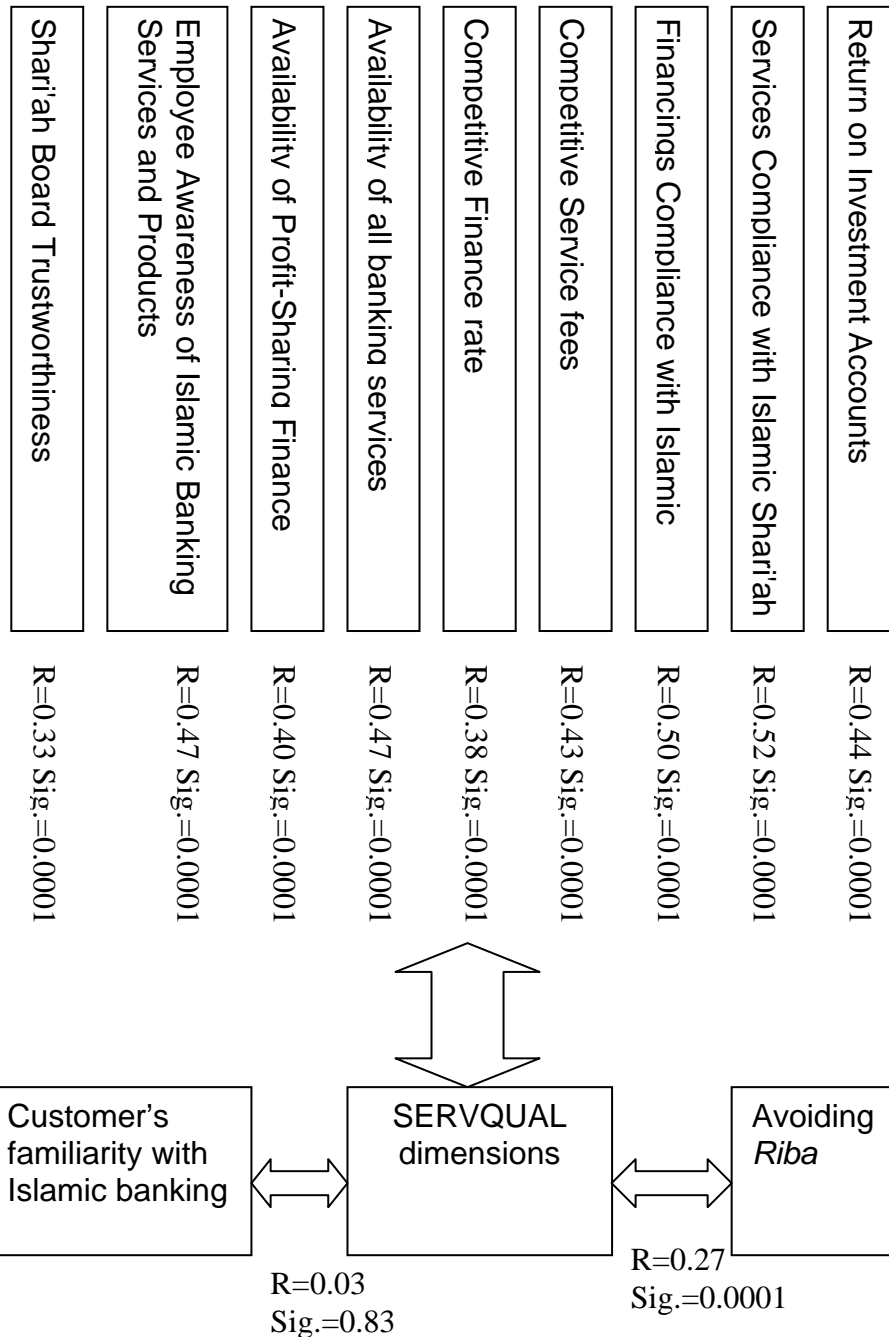 Return on Investment Accounts
R=0.44 Sig.=0.0001
Services Compliance with Islamic Shari'ah
R=0.52 Sig.=0.0001
Financings Compliance with Islamic
R=0.50 Sig.=0.0001
Competitive Service fees
R=0.43 Sig.=0.0001
Competitive Finance rate
R=0.38 Sig.=0.0001
Availability of all banking services
R=0.47 Sig.=0.0001
Availability of Profit-Sharing Finance
R=0.40 Sig.=0.0001
Employee Awareness of Islamic Banking
Services and Products
R=0.47 Sig.=0.0001
Shari'ah Board Trustworthiness
R=0.33 Sig.=0.0001
Customer's
familiarity with
Islamic banking
SERVQUAL
dimensions
Avoiding
Riba
R=0.03
Sig.=0.83
R=0.27
Sig.=0.0001